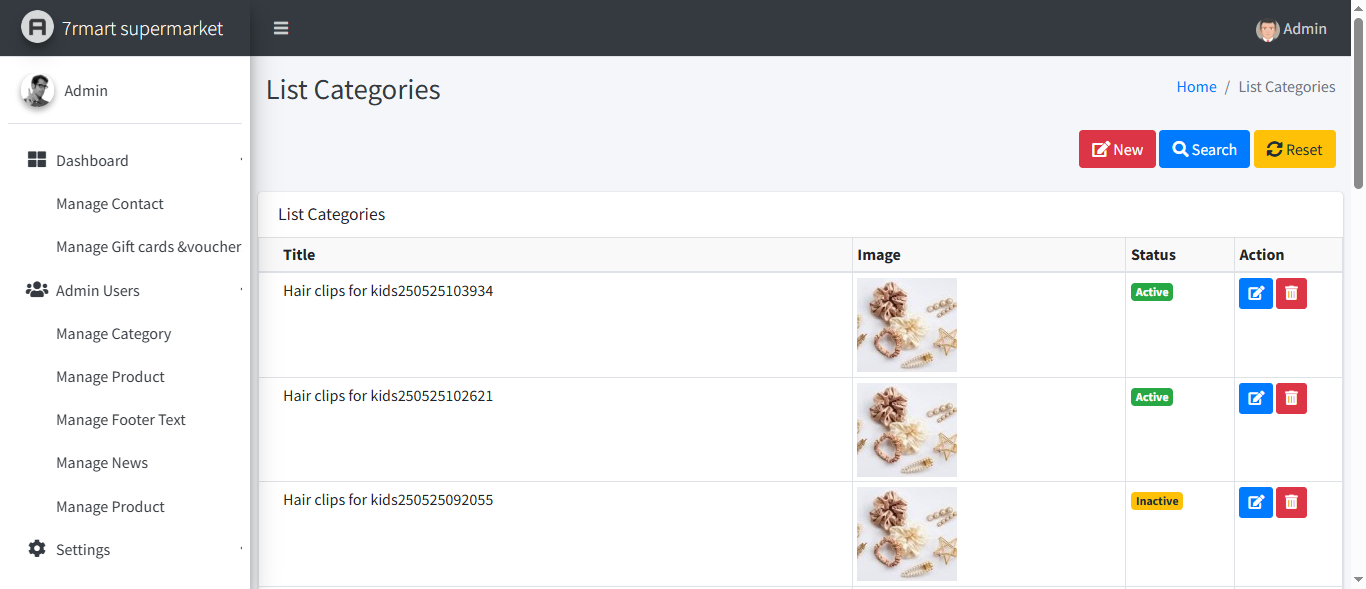 7rmart supermarket
Admin
Admin
List Categories
Home / List Categories
New Search Reset
Dashboard
Manage Contact
Manage Gift cards &voucher
Admin Users
Manage Category
Manage Product
Manage Footer Text
Manage News
Manage Product
Settings
List Categories
Title Image Status Action
Hair clips for kids250525103934 Active
Hair clips for kids250525102621 Active
Hair clips for kids250525092055 Inactive